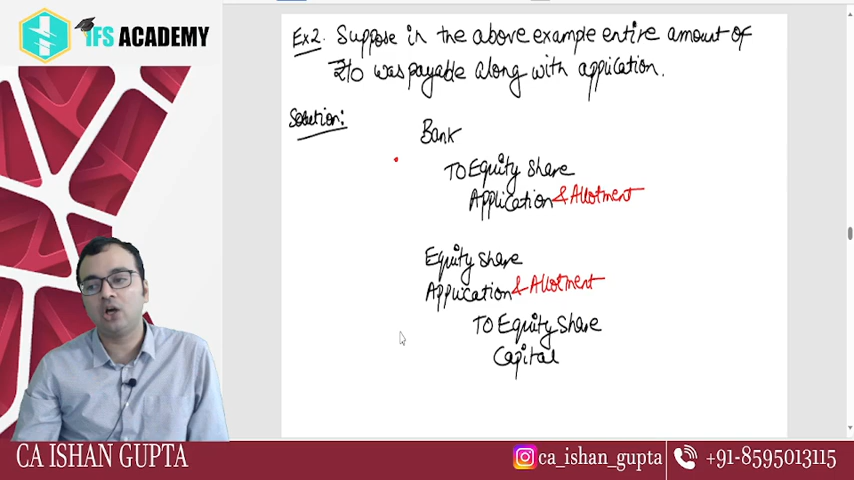 IFS ACADEMY
Ex2. Suppose in the above example entire amount of
₹10 was payable along with application.
Solution:
Bank
To Equity Share
Application & Allotment
Equity Share
Application & Allotment
To Equity Share
Capital
CA ISHAN GUPTA
ca_ishan_gupta
+91-8595013115